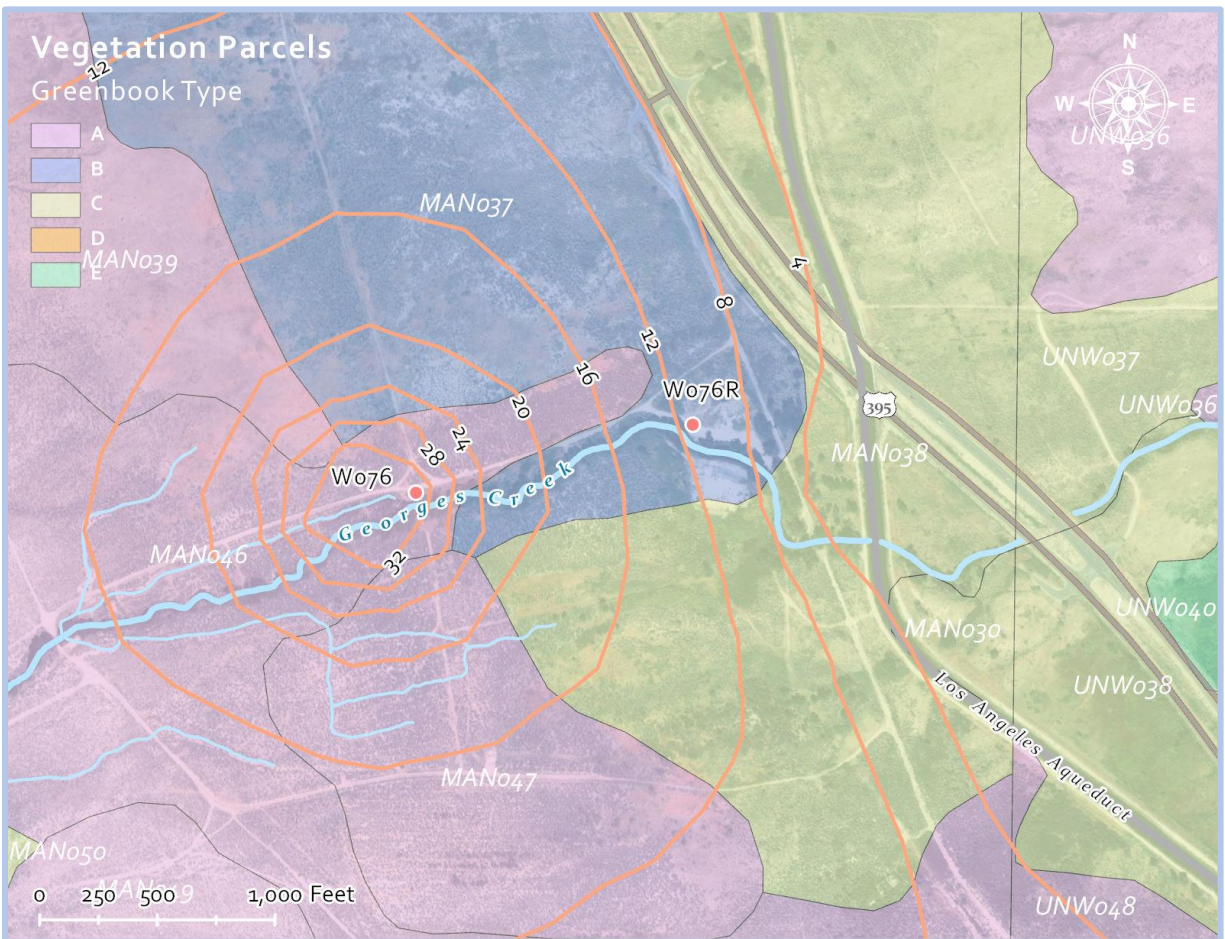 Vegetation Parcels
Greenbook Type
A
B
C
D
E
12
N
W
E
S
UNW036
MAN037
MAN039
4
8
12
16
20
24
28
32
W076R
W076
395
UNW037
UNW036
MAN038
Georges Creek
MAN046
UNW040
MAN030
UNW038
Los Angeles Aqueduct
MAN047
MAN050
UNW048
0 250 500 1,000 Feet